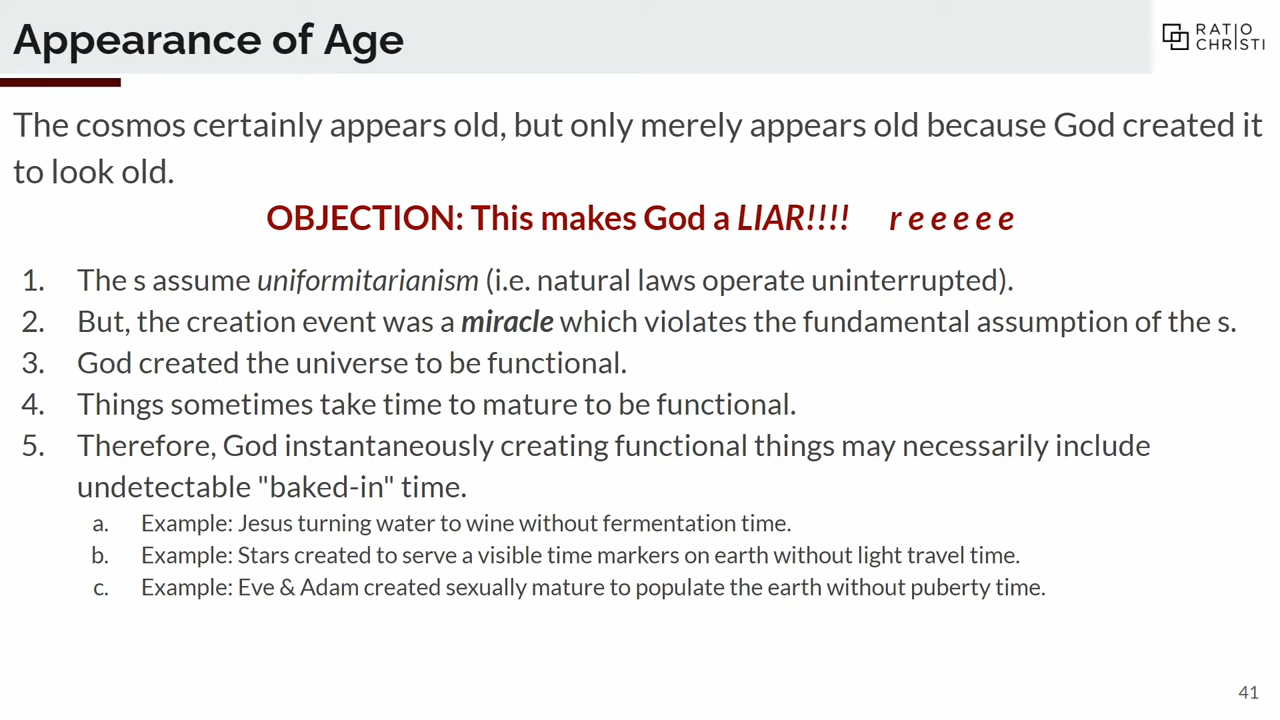 Appearance of Age
RATIO
CHRISTI
The cosmos certainly appears old, but only merely appears old because God created it
to look old.
OBJECTION: This makes God a LIAR!!!! r e e e e e
1. The s assume uniformitarianism (i.e. natural laws operate uninterrupted).
2. But, the creation event was a miracle which violates the fundamental assumption of the s.
3. God created the universe to be functional.
4. Things sometimes take time to mature to be functional.
5. Therefore, God instantaneously creating functional things may necessarily include
undetectable "baked-in" time.
a. Example: Jesus turning water to wine without fermentation time.
b. Example: Stars created to serve a visible time markers on earth without light travel time.
c. Example: Eve & Adam created sexually mature to populate the earth without puberty time.
41